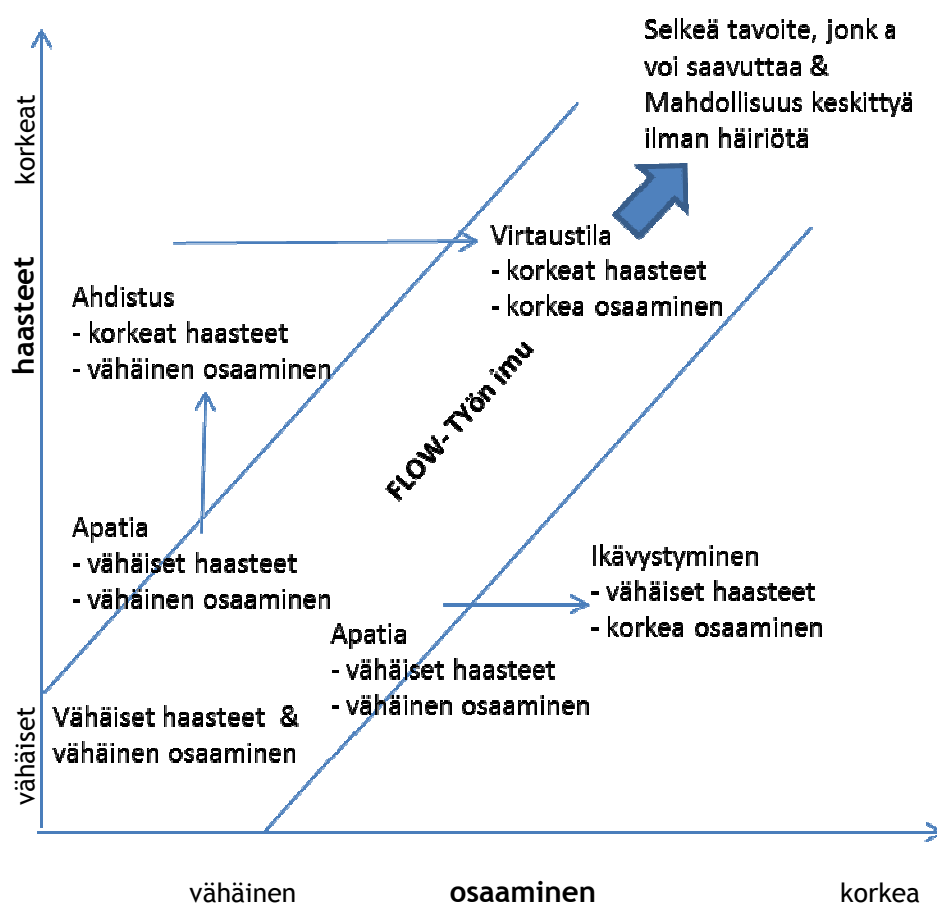 Selkeä tavoite, jonk a
voi saavuttaa &
Mahdollisuus keskittyä
ilman häiriötä
korkeat
haasteet
vähäiset
Virtaustila
- korkeat haasteet
- korkea osaaminen
Ahdistus
- korkeat haasteet
- vähäinen osaaminen
FLOW- TYön imu
Apatia
- vähäiset haasteet
- vähäinen osaaminen
Ikävystyminen
- vähäiset haasteet
- korkea osaaminen
Apatia
- vähäiset haasteet
- vähäinen osaaminen
Vähäiset haasteet &
vähäinen osaaminen
vähäinen
osaaminen
korkea